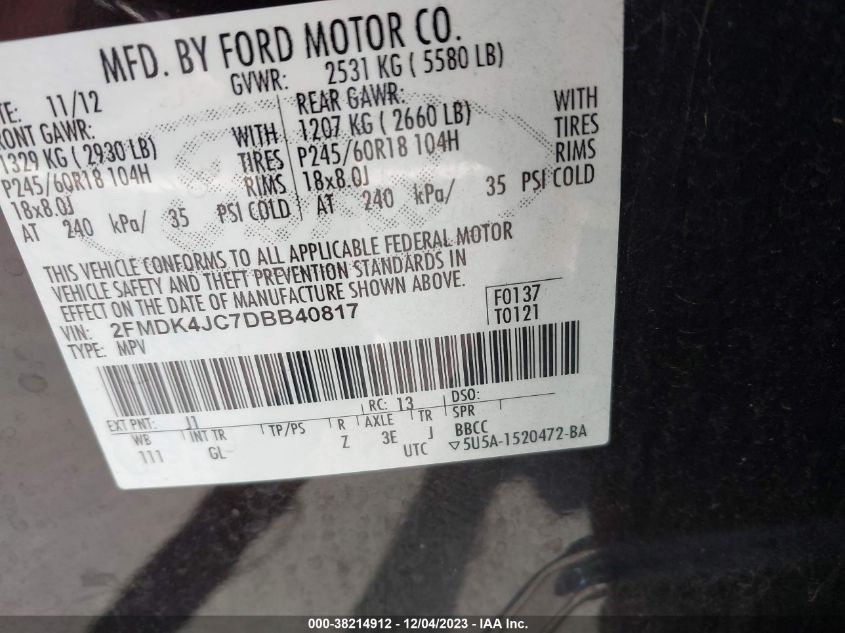 MFD. BY FORD MOTOR CO.
TE: 11/12
GVWR: 2531 KG ( 5580 LB)
RONT GAWR:
1329 KG ( 2930 LB) WITH
P245/60R18 104H TIRES
18x8.0J RIMS
AT 240 kPa/ 35 PSI COLD
REAR GAWR: WITH
1207 KG ( 2660 LB) TIRES
P245/60R18 104H RIMS
18x8.0J
AT 240 kPa/ 35 PSI COLD
THIS VEHICLE CONFORMS TO ALL APPLICABLE FEDERAL MOTOR
VEHICLE SAFETY AND THEFT PREVENTION STANDARDS IN
EFFECT ON THE DATE OF MANUFACTURE SHOWN ABOVE.
VIN: 2FMDK4JC7DBB40817
TYPE: MPV
F0137
T0121
EXT PNT: J1 RC: 13 DSO:
WB INT TR TP/PS R AXLE TR SPR
111 GL Z 3E J BBCC
UTC ▽5U5A-1520472-BA
000-38214912 - 12/04/2023 - IAA Inc.